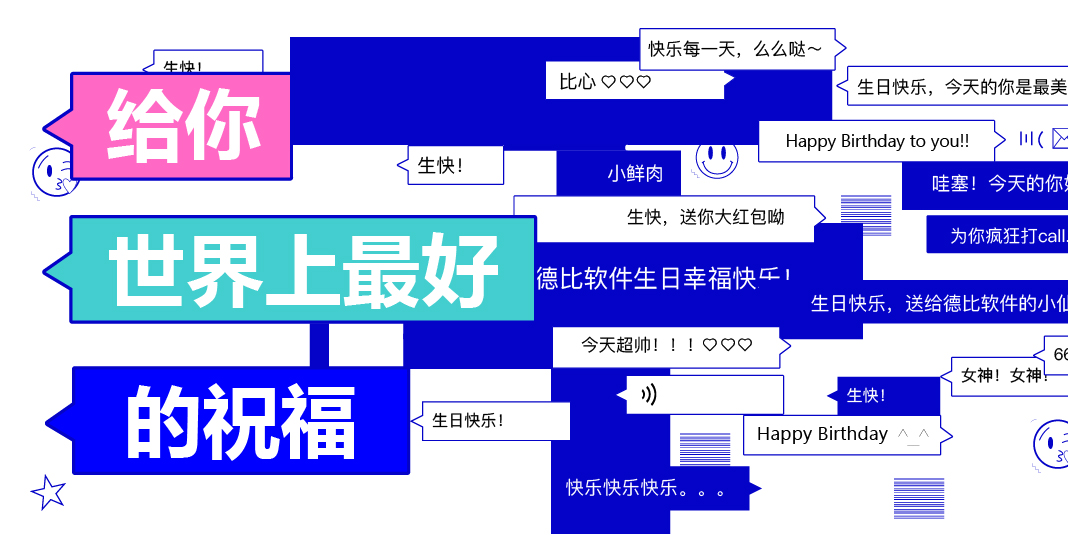 快乐每一天，么么哒～
生快！
比心♡♡♡
生日快乐，今天的你是最美
给你
Happy Birthday to you!!
生快！
小鲜肉
哇塞！今天的你
生快，送你大红包呦
为你疯狂打call
世界上最好
德比软件生日幸福快乐！
生日快乐，送给德比软件的小仙
今天超帅！！！♡♡♡
66
女神！女神！
生快！
的祝福
生日快乐！
Happy Birthday ^_^
快乐快乐快乐。。。